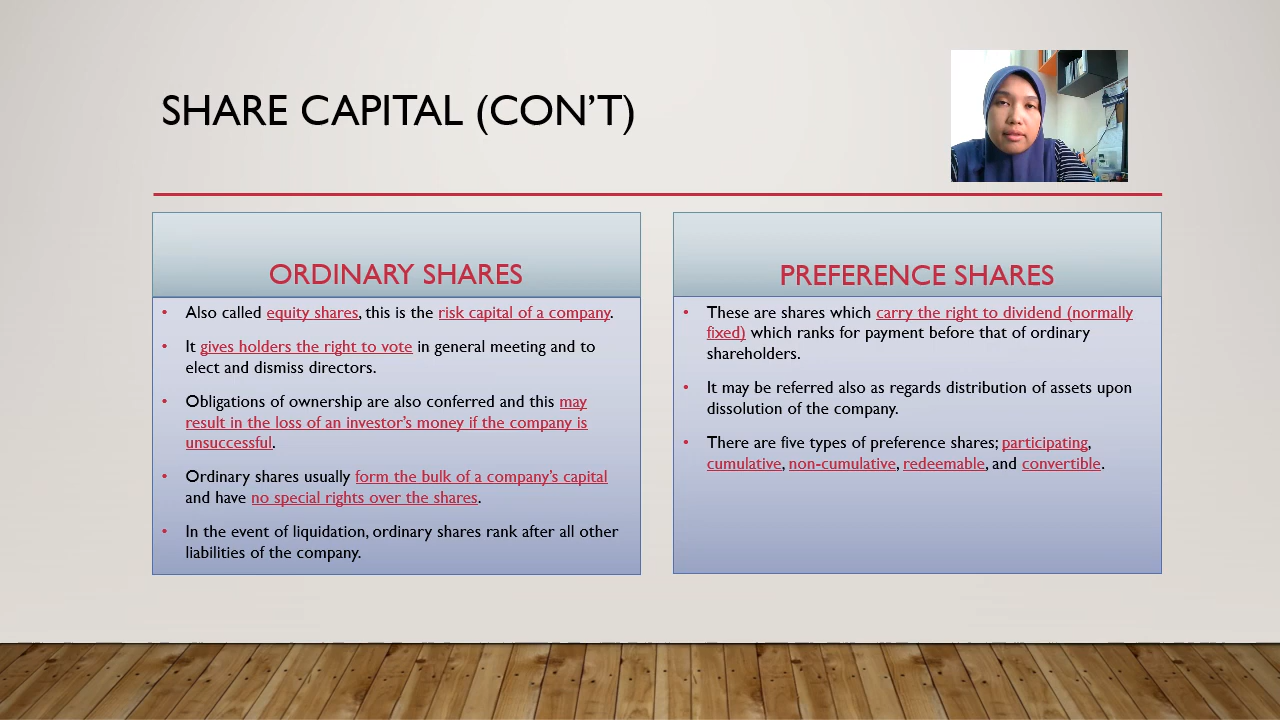 SHARE CAPITAL (CON’T)
ORDINARY SHARES
• Also called equity shares, this is the risk capital of a company.
• It gives holders the right to vote in general meeting and to
elect and dismiss directors.
• Obligations of ownership are also conferred and this may
result in the loss of an investor’s money if the company is
unsuccessful.
• Ordinary shares usually form the bulk of a company’s capital
and have no special rights over the shares.
• In the event of liquidation, ordinary shares rank after all other
liabilities of the company.
PREFERENCE SHARES
• These are shares which carry the right to dividend (normally
fixed) which ranks for payment before that of ordinary
shareholders.
• It may be referred also as regards distribution of assets upon
dissolution of the company.
• There are five types of preference shares; participating,
cumulative, non-cumulative, redeemable, and convertible.